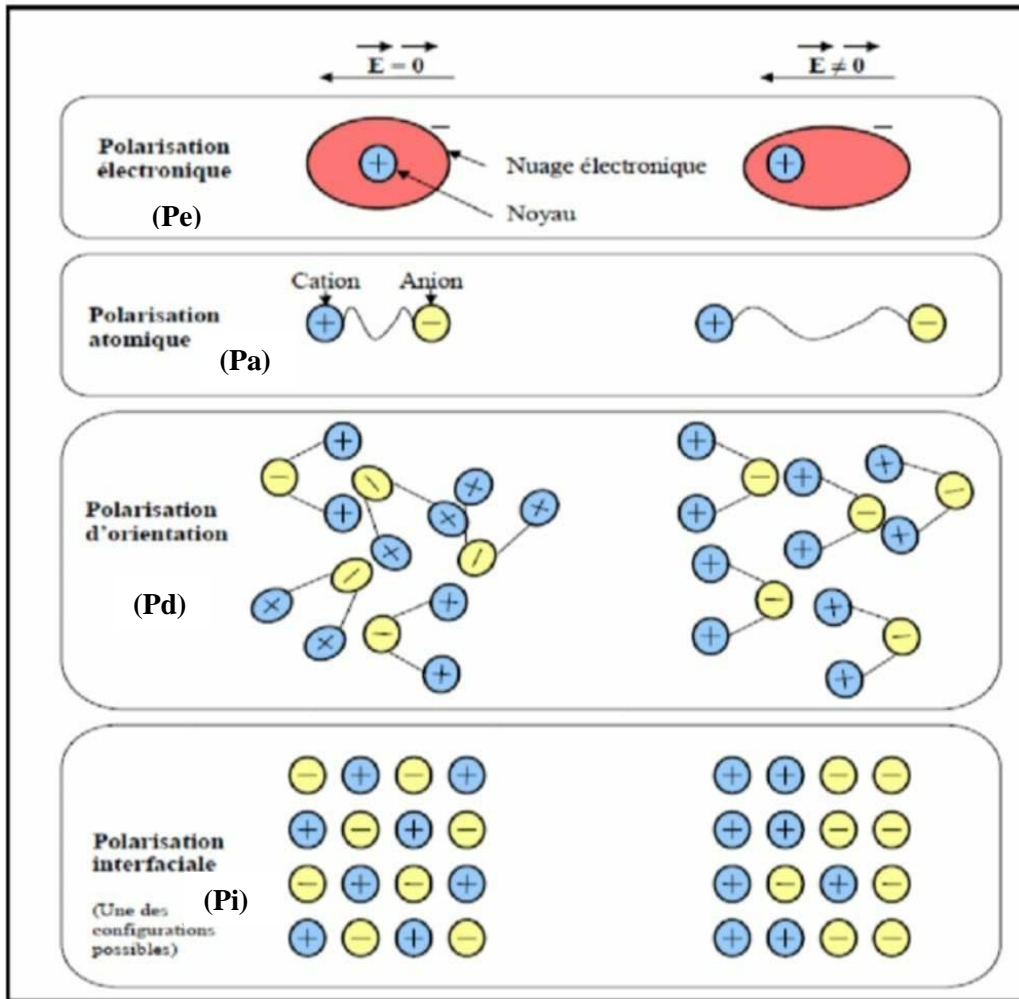 E = 0 E ≠ 0
Polarisation
électronique
(Pe)
−
Nuage électronique
Noyau
+
−
+
Polarisation
atomique
(Pa)
Cation Anion
+ − + −
Polarisation
d'orientation
(Pd)
Polarisation
interfaciale
(Une des
configurations
possibles)
(Pi)
− + − + + + − −
+ − + − + + − −
− + − + + − + −
+ − + − + + − −